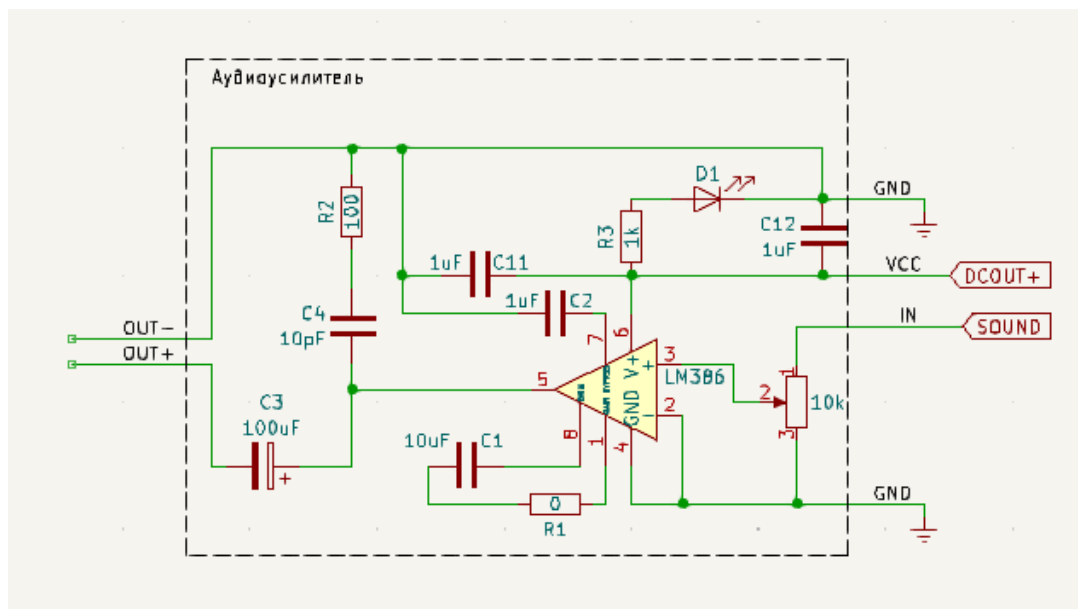 Аудиоусилитель
D1
GND
R2
100
R3
1k
C12
1uF
1uF
C11
VCC
DCOUT+
1uF
C2
C4
10pF
OUT-
IN
SOUND
OUT+
7
6
5
3
LM386
V+
+
GND
-
2
1
2
3
10k
C3
100uF
+
10uF
C1
8
1
4
0
R1
GND